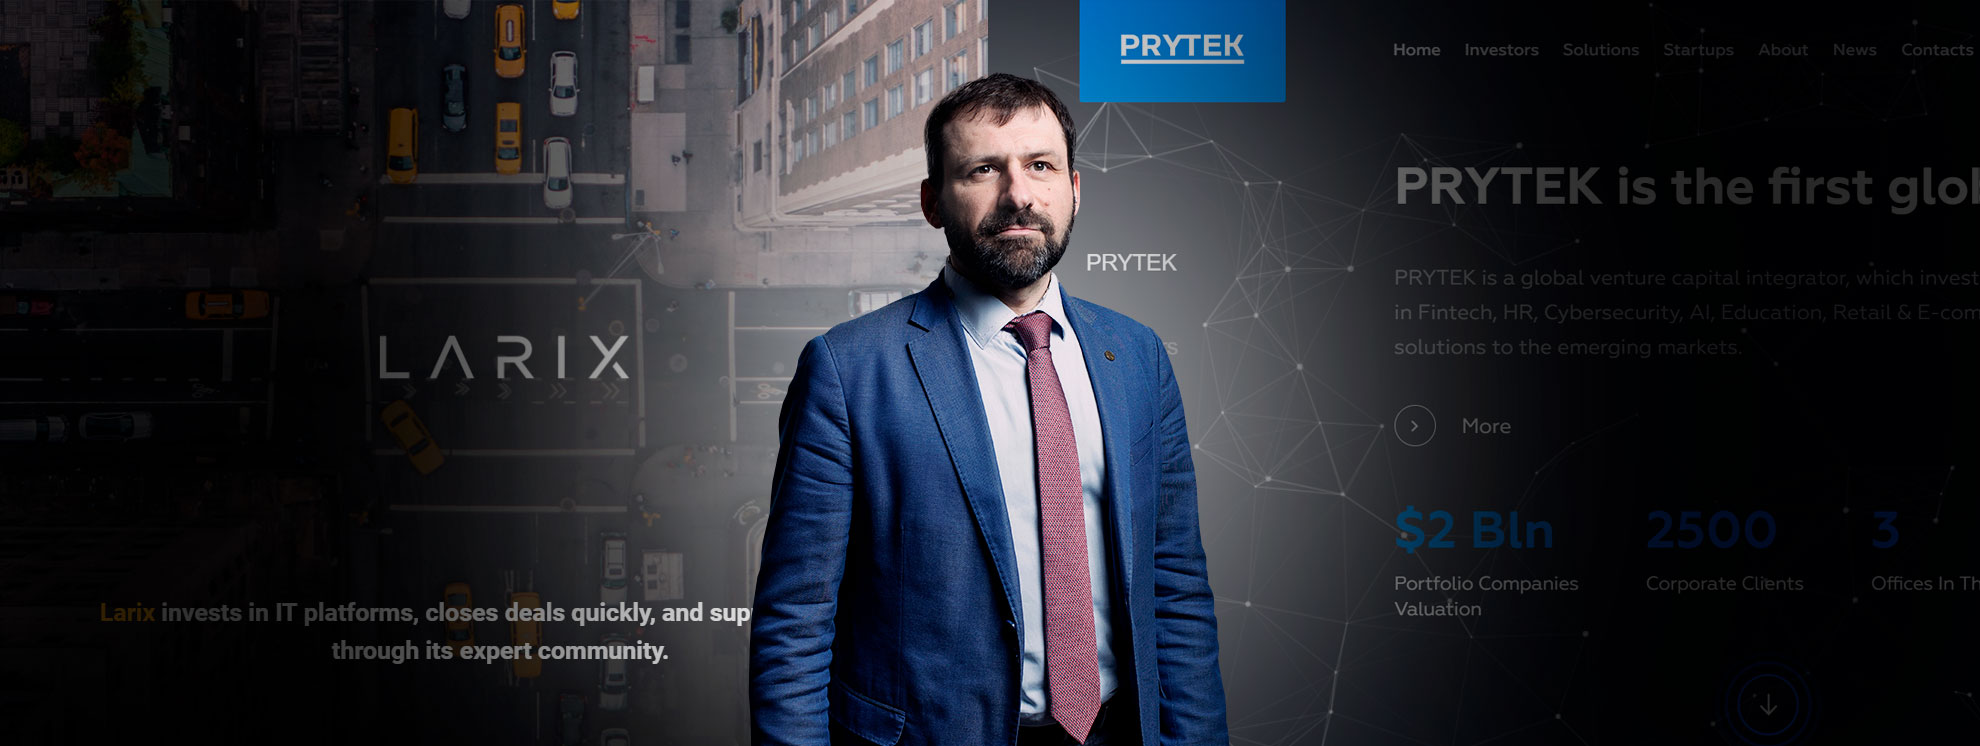 LARIX
Larix invests in IT platforms, closes deals quickly, and sup
through its expert community.
PRYTEK
PRYTEK
Home Investors Solutions Startups About News Contacts
PRYTEK is the first glo
PRYTEK is a global venture capital integrator, which invest
in Fintech, HR, Cybersecurity, AI, Education, Retail & E-com
solutions to the emerging markets.
More
$2 Bln
Portfolio Companies
Valuation
2500
Corporate Clients
3
Offices In Th